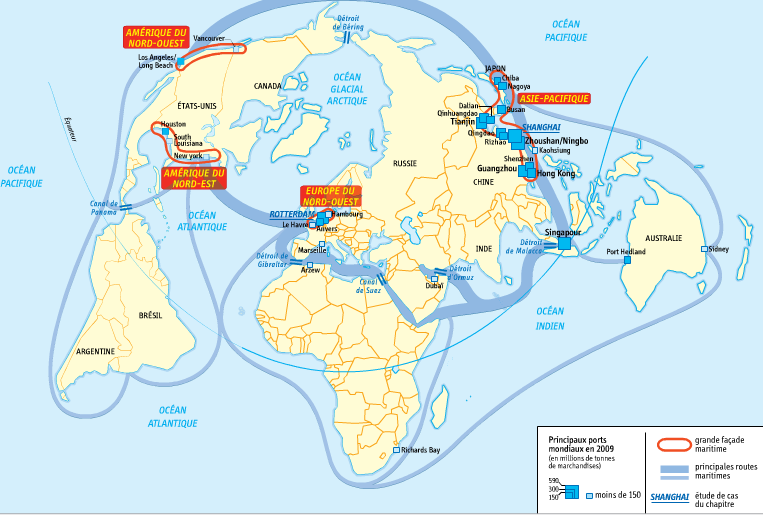 Détroit
de Béring
OCÉAN
PACIFIQUE
AMÉRIQUE DU
NORD-OUEST
Vancouver
Los Angeles/
Long Beach
CANADA
OCÉAN
GLACIAL
ARCTIQUE
JAPON
Chiba
Nagoya
ASIE-PACIFIQUE
ÉTATS-UNIS
Dalian
Qinhuangdao
Tianjin
Busan
Équateur
Houston
South
Louisiana
New york
Qingdao
Rizhao
SHANGHAI
Zhoushan/Ningbo
Kaohsiung
Shenzhen
RUSSIE
CHINE
Guangzhou
Hong Kong
OCÉAN
PACIFIQUE
AMÉRIQUE DU
NORD-EST
EUROPE DU
NORD-OUEST
Canal de
Panamá
OCÉAN
ATLANTIQUE
ROTTERDAM
Hambourg
Le Havre
Anvers
Marseille
Détroit de
Gibraltar
Arzew
Canal
de Suez
Dubaï
Détroit
d'Ormuz
INDE
Singapour
Détroit
de Malacca
AUSTRALIE
Port Hedland
Sidney
BRÉSIL
ARGENTINE
OCÉAN
INDIEN
OCÉAN
ATLANTIQUE
Richards Bay
Principaux ports
mondiaux en 2009
(en millions de tonnes
de marchandises)
590
300
150
moins de 150
grande façade
maritime
principales routes
maritimes
SHANGHAI
étude de cas
du chapitre